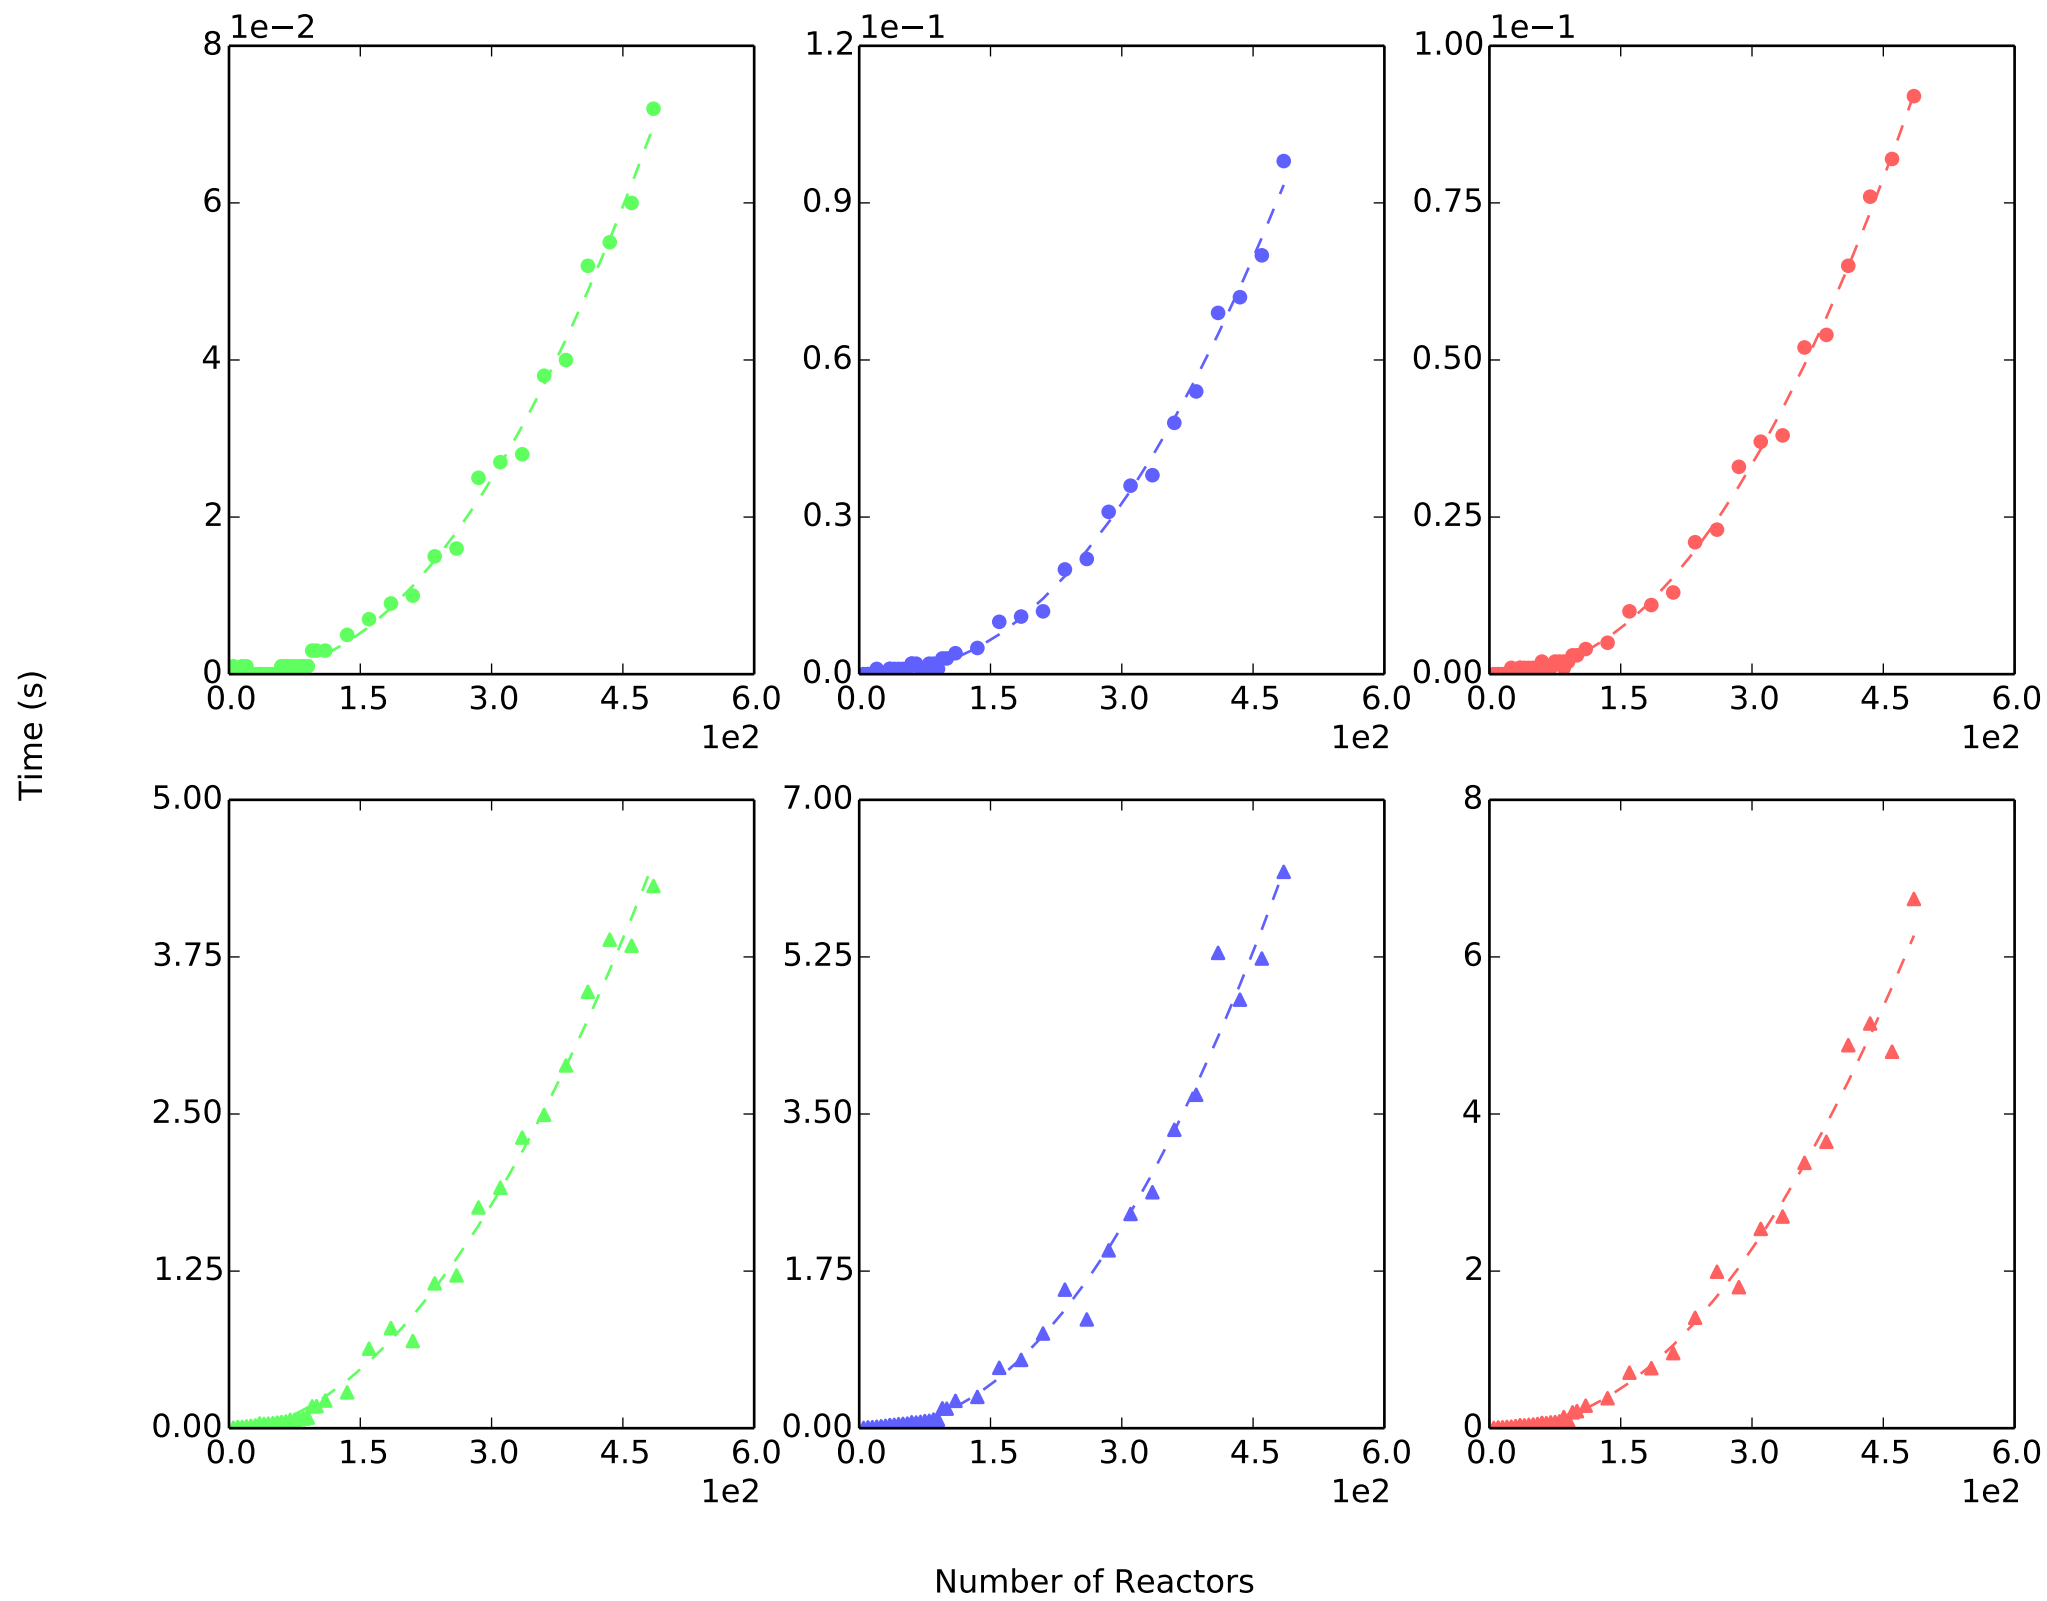 1e−2 1e−1 1e−1
8 1.2 1.00
6 0.9 0.75
4 0.6 0.50
2 0.3 0.25
0 0.0 0.00
0.0 1.5 3.0 4.5 6.0 0.0 1.5 3.0 4.5 6.0 0.0 1.5 3.0 4.5 6.0
1e2 1e2 1e2
Time (s)
5.00 7.00 8
3.75 5.25 6
2.50 3.50 4
1.25 1.75 2
0.00 0.00 0
0.0 1.5 3.0 4.5 6.0 0.0 1.5 3.0 4.5 6.0 0.0 1.5 3.0 4.5 6.0
1e2 1e2 1e2
Number of Reactors